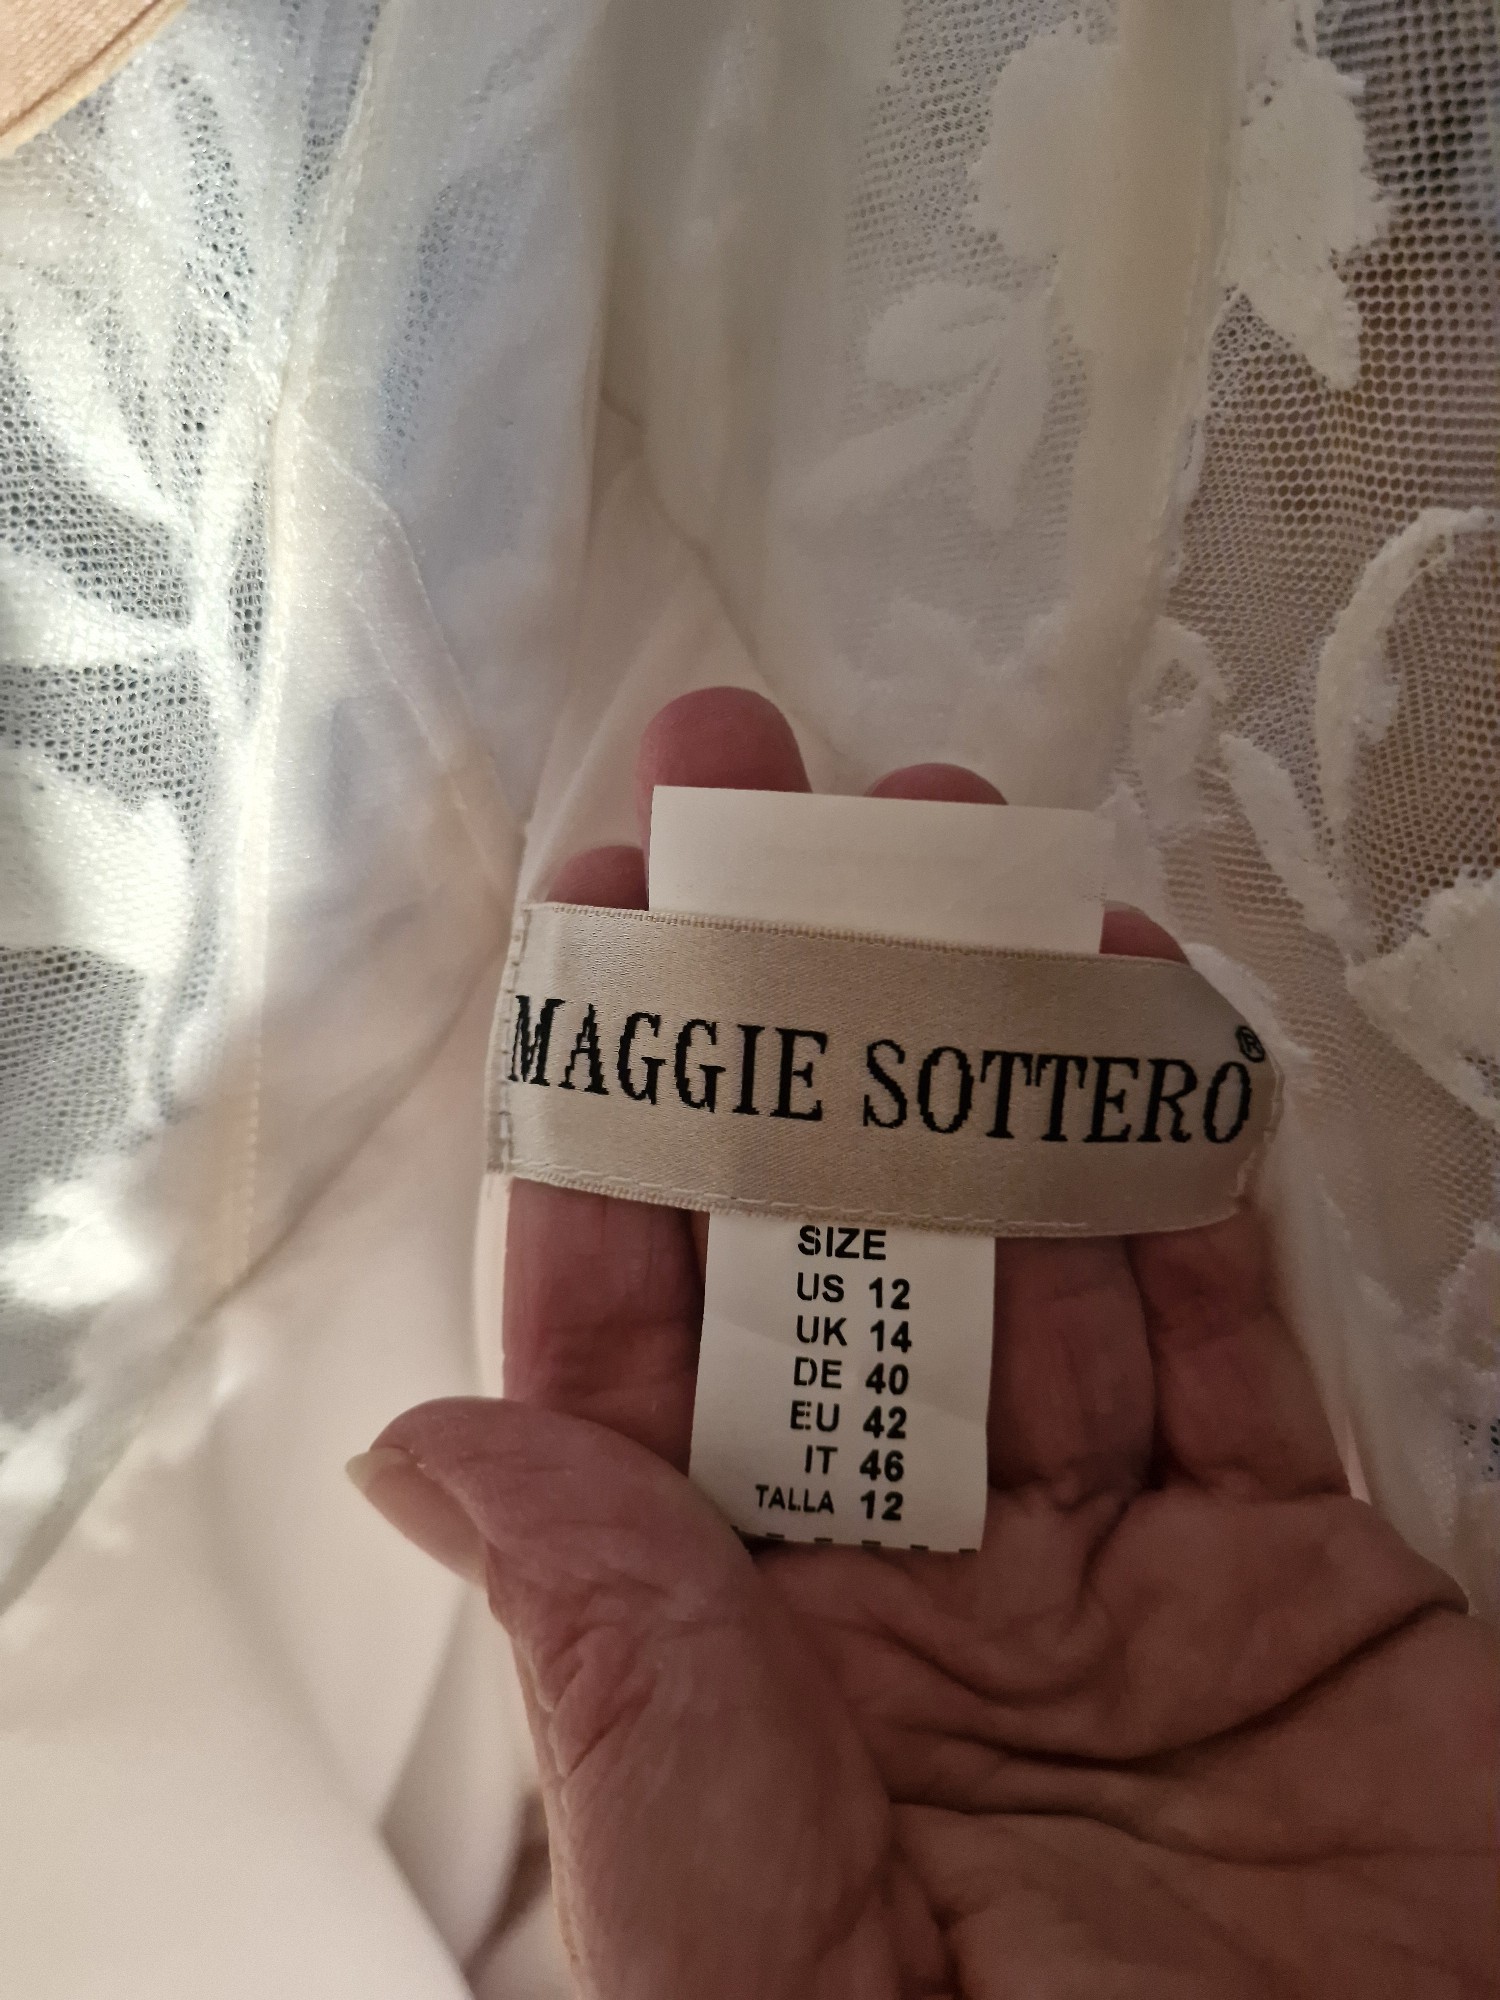 MAGGIE SOTTERO®
SIZE
US 12
UK 14
DE 40
EU 42
IT 46
TALLA 12